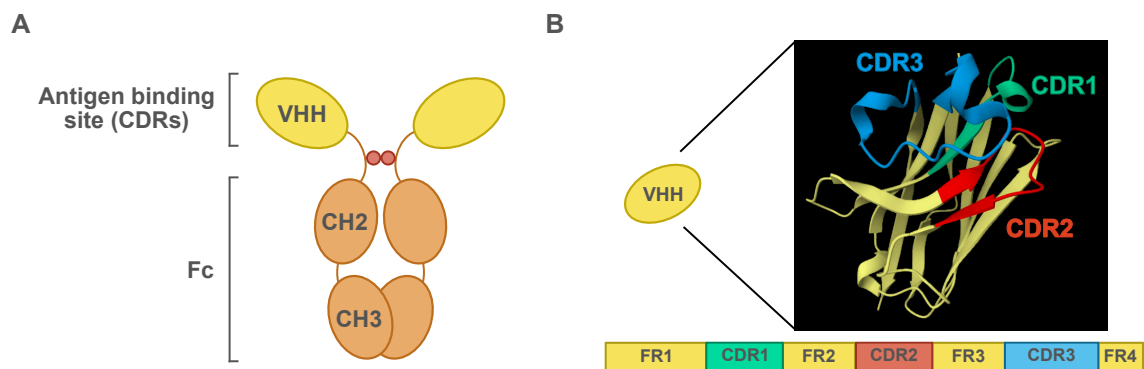 A
Antigen binding
site (CDRs)
VHH
CH2
Fc
CH3
B
CDR3
CDR1
VHH
CDR2
FR1 CDR1 FR2 CDR2 FR3 CDR3 FR4